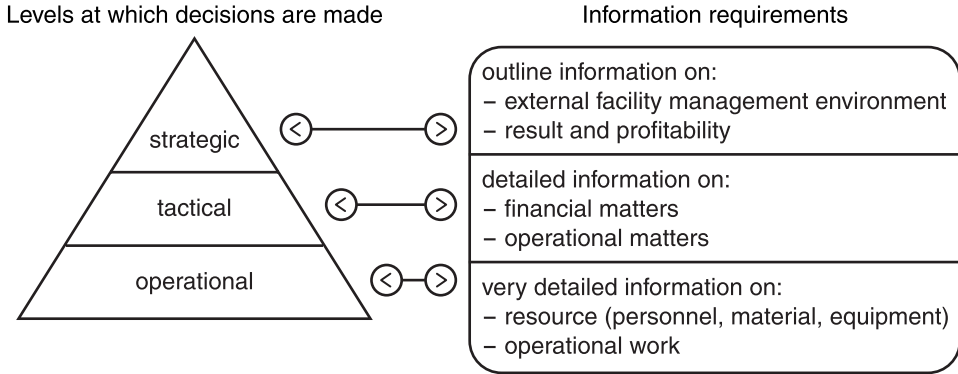 Levels at which decisions are made
Information requirements
strategic
outline information on:
– external facility management environment
– result and profitability
tactical
detailed information on:
– financial matters
– operational matters
operational
very detailed information on:
– resource (personnel, material, equipment)
– operational work